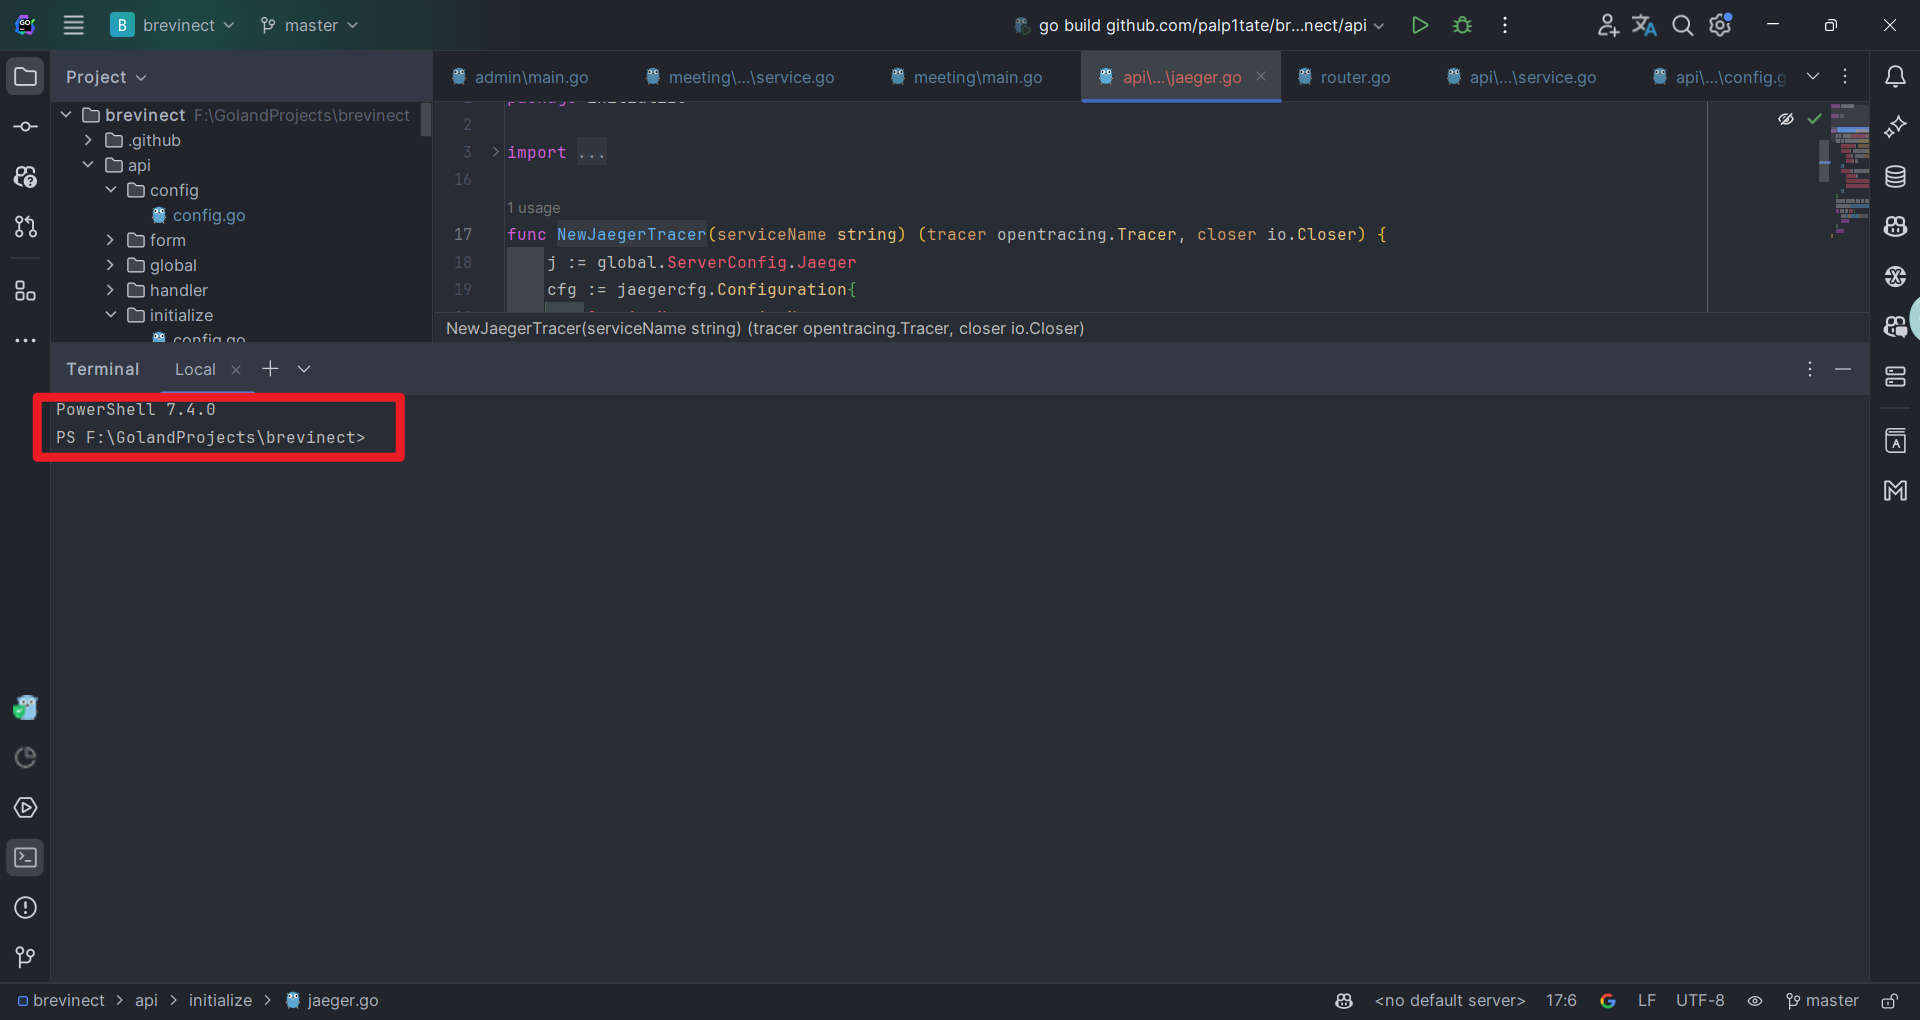 B brevinect master go build github.com/palp1tate/br...nect/api
Project
admin\main.go meeting\...\service.go meeting\main.go api\...\jaeger.go router.go api\...\service.go api\...\config.g
brevinect F:\GolandProjects\brevinect
.github
api
config
config.go
form
global
handler
initialize
config.go
2
3 import ...
16
1 usage
17 func NewJaegerTracer(serviceName string) (tracer opentracing.Tracer, closer io.Closer) {
18 j := global.ServerConfig.Jaeger
19 cfg := jaegercfg.Configuration{
NewJaegerTracer(serviceName string) (tracer opentracing.Tracer, closer io.Closer)
Terminal Local
PowerShell 7.4.0
PS F:\GolandProjects\brevinect>
brevinect > api > initialize > jaeger.go <no default server> 17:6 LF UTF-8 master